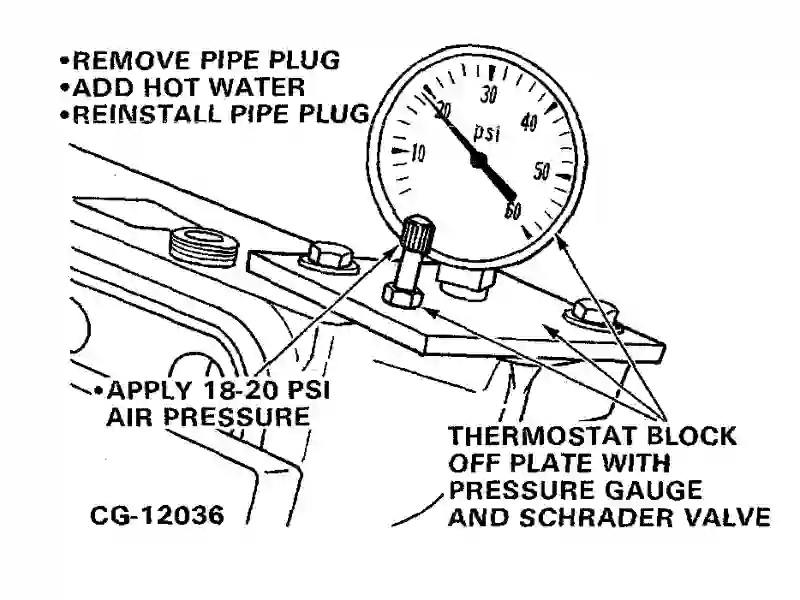 •REMOVE PIPE PLUG
•ADD HOT WATER
•REINSTALL PIPE PLUG
10
20
30
40
50
60
psi
•APPLY 18-20 PSI
AIR PRESSURE
THERMOSTAT BLOCK
OFF PLATE WITH
PRESSURE GAUGE
AND SCHRADER VALVE
CG-12036